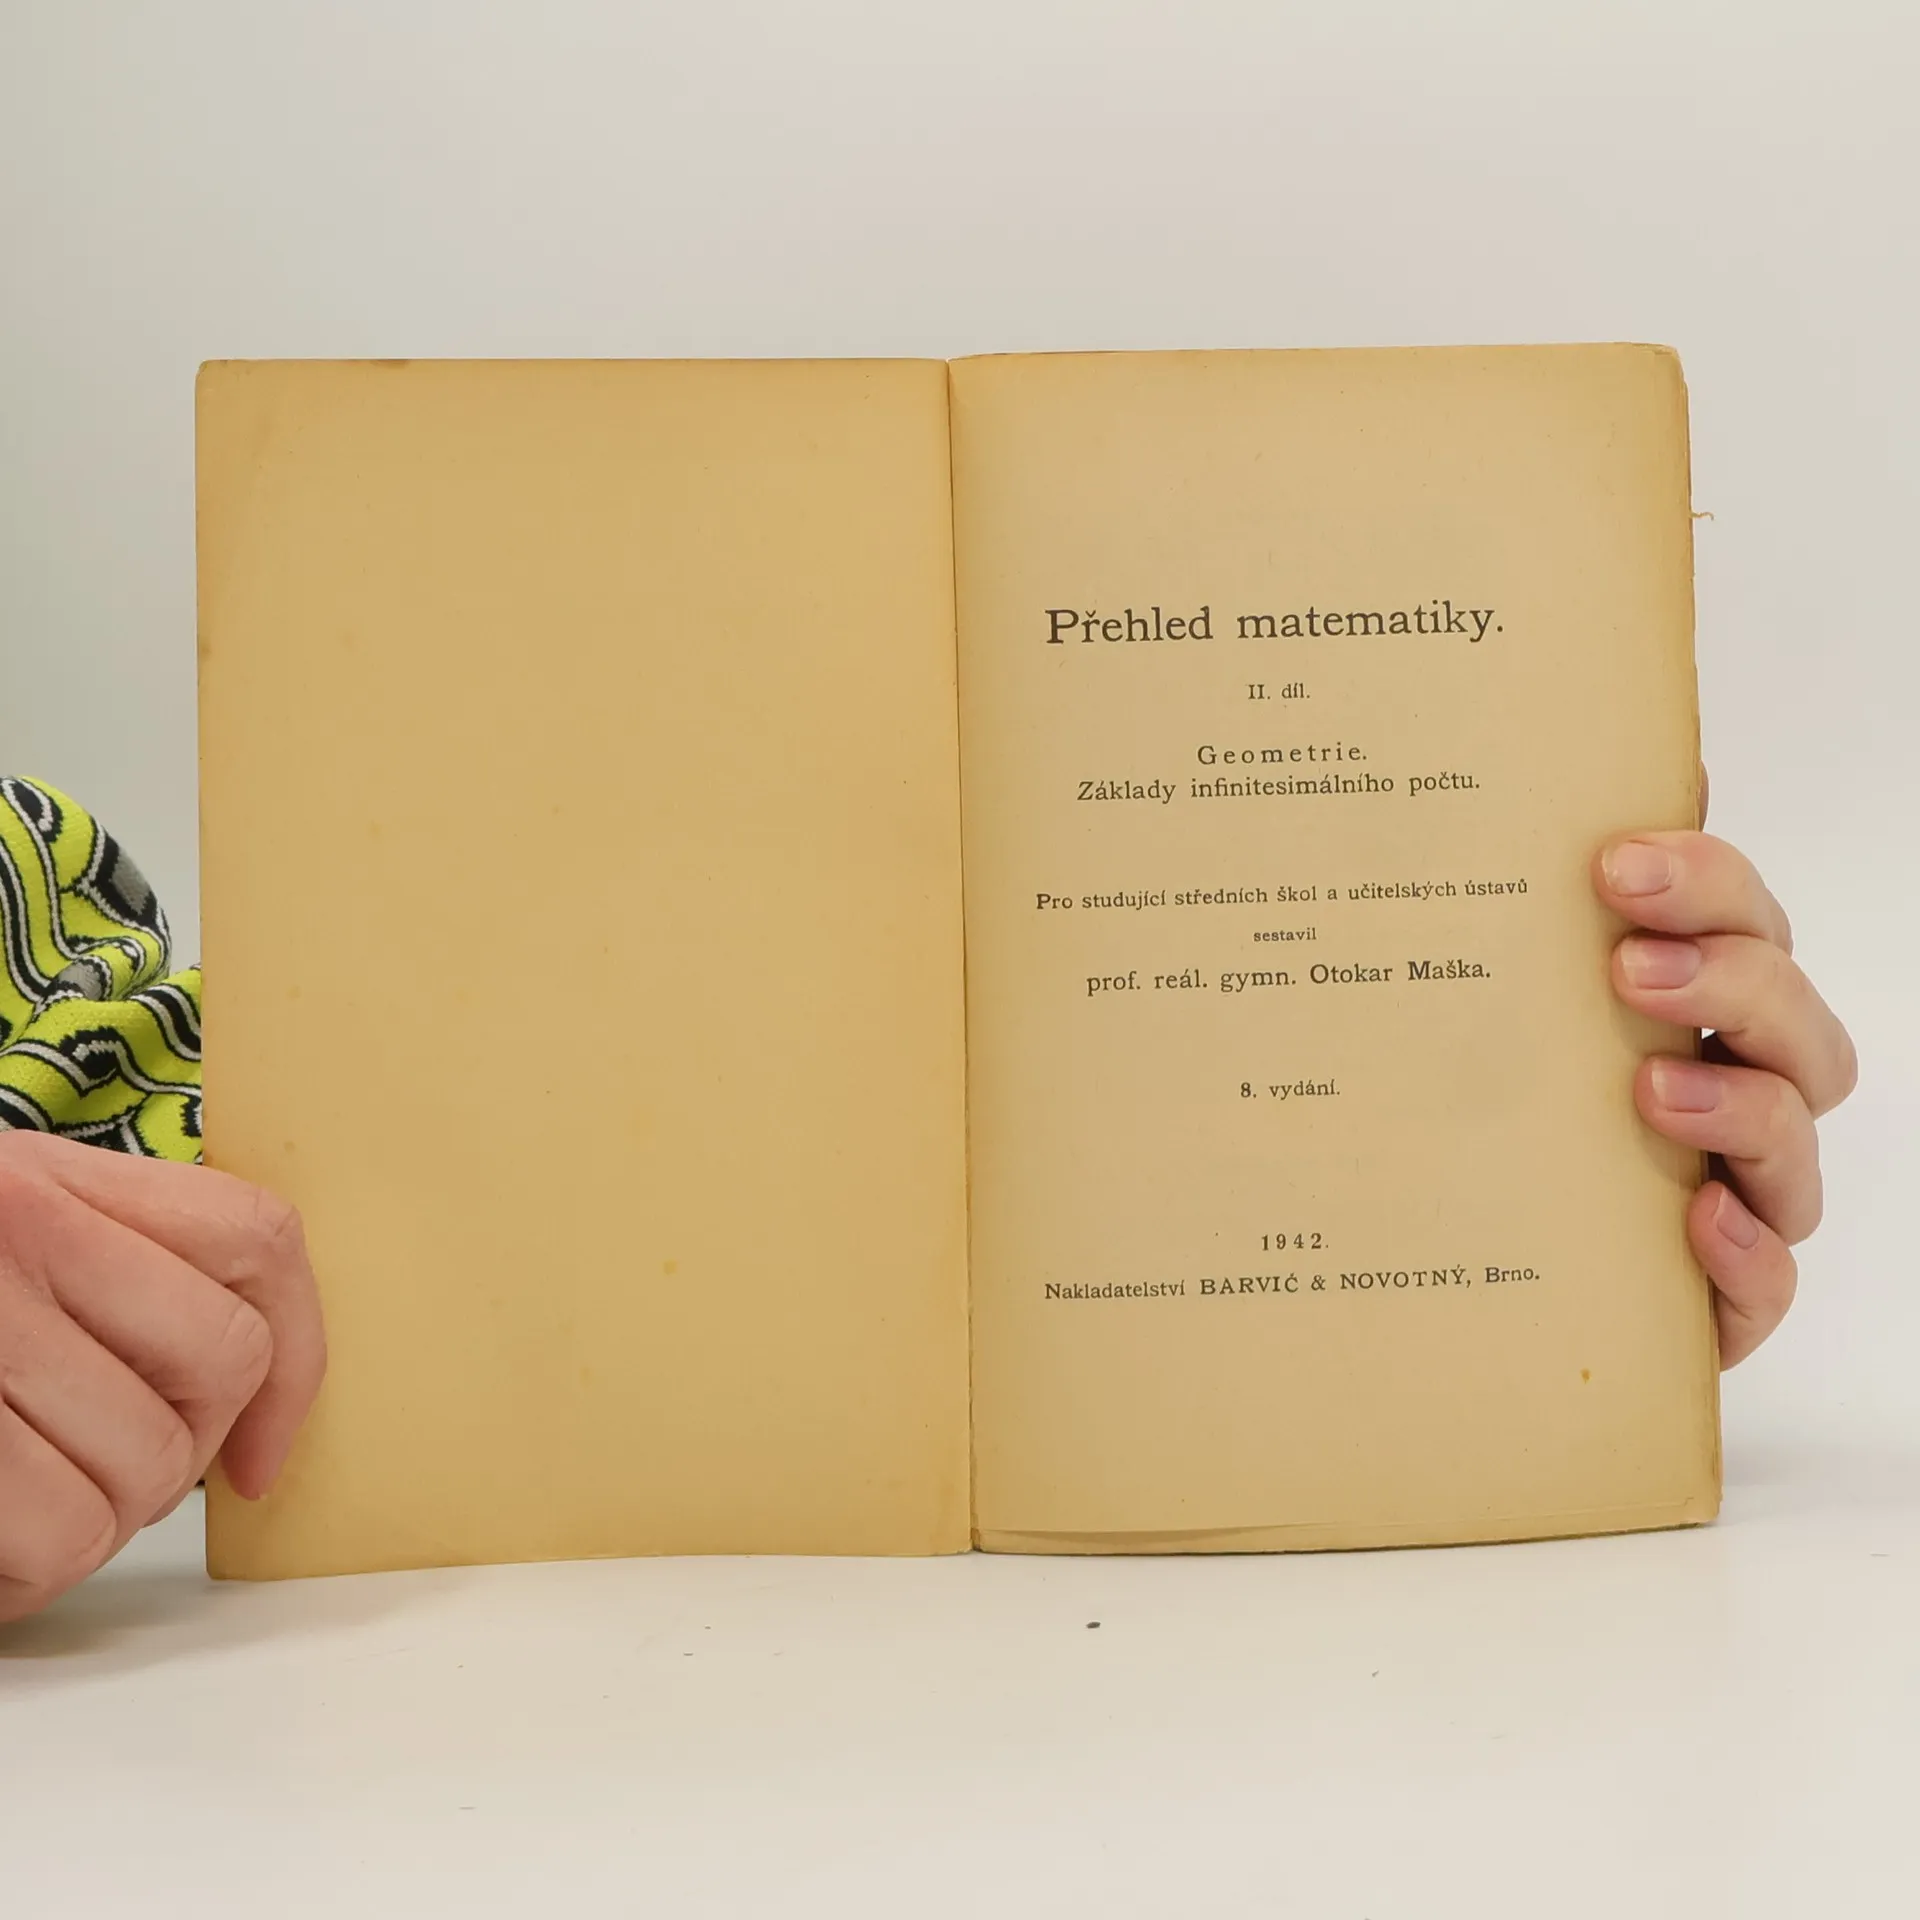 Přehled matematiky.
II. díl.
Geometrie.
Základy infinitesimálního počtu.
Pro studující středních škol a učitelských ústavů
sestavil
prof. reál. gymn. Otokar Maška.
8. vydání.
1942.
Nakladatelství BARVIČ & NOVOTNÝ, Brno.